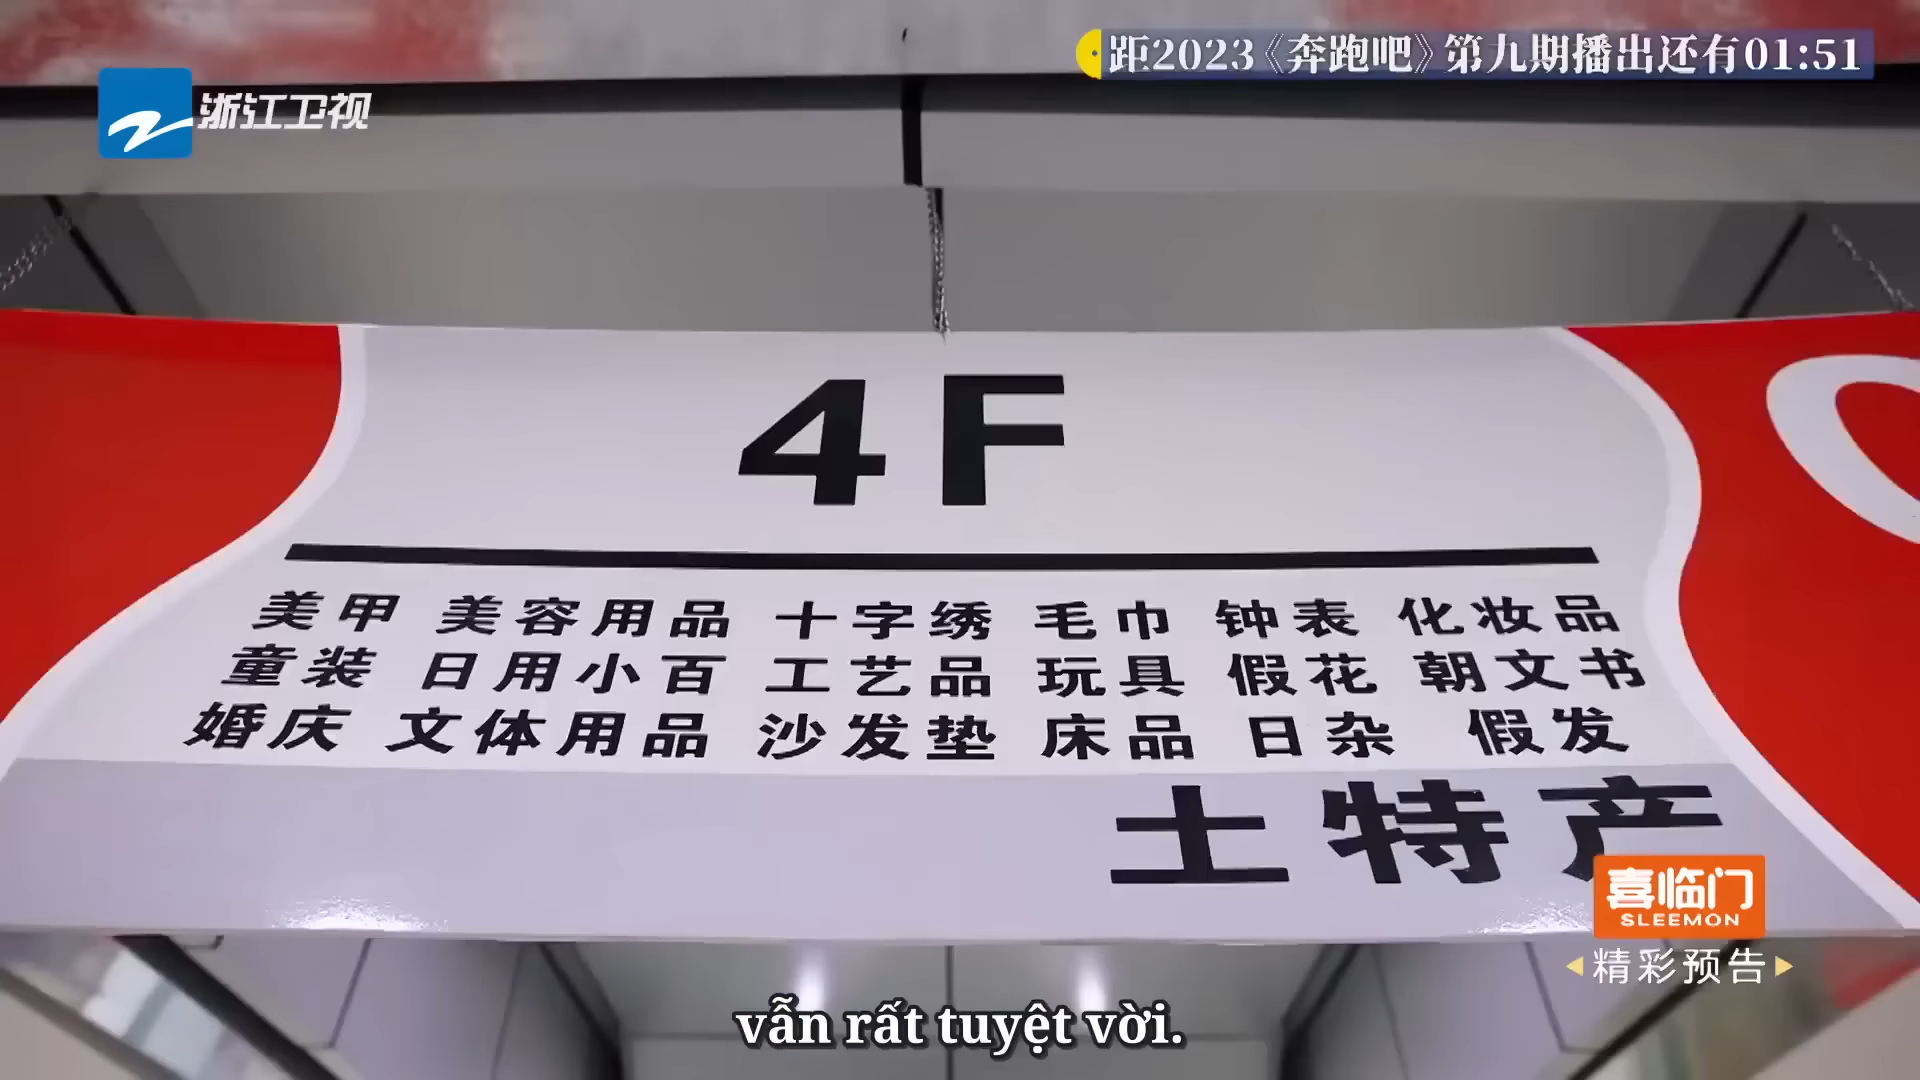 距2023《奔跑吧》第九期播出还有01:51
浙江卫视
4F
美甲 美容用品 十字绣 毛巾 钟表 化妆品
童装 日用小百 工艺品 玩具 假花 朝文书
婚庆 文体用品 沙发垫 床品 日杂 假发
土特产
喜临门
SLEEMON
精彩预告
vẫn rất tuyệt vời.